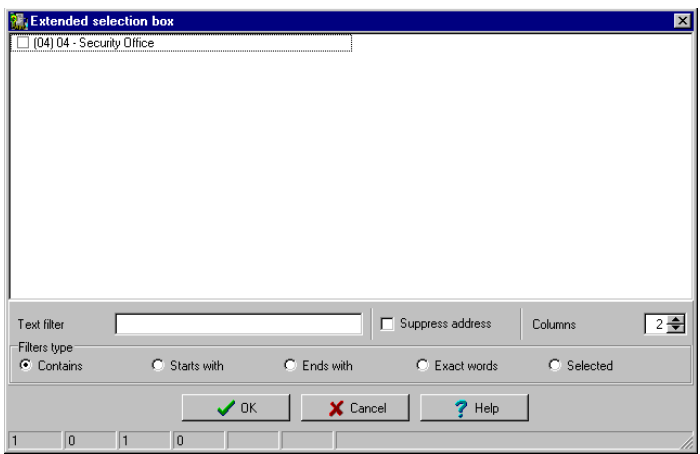 Extended selection box
(04) 04 - Security Office
Text filter
Suppress address
Columns
2
Filters type
Contains
Starts with
Ends with
Exact words
Selected
OK
Cancel
? Help
1 0 1 0